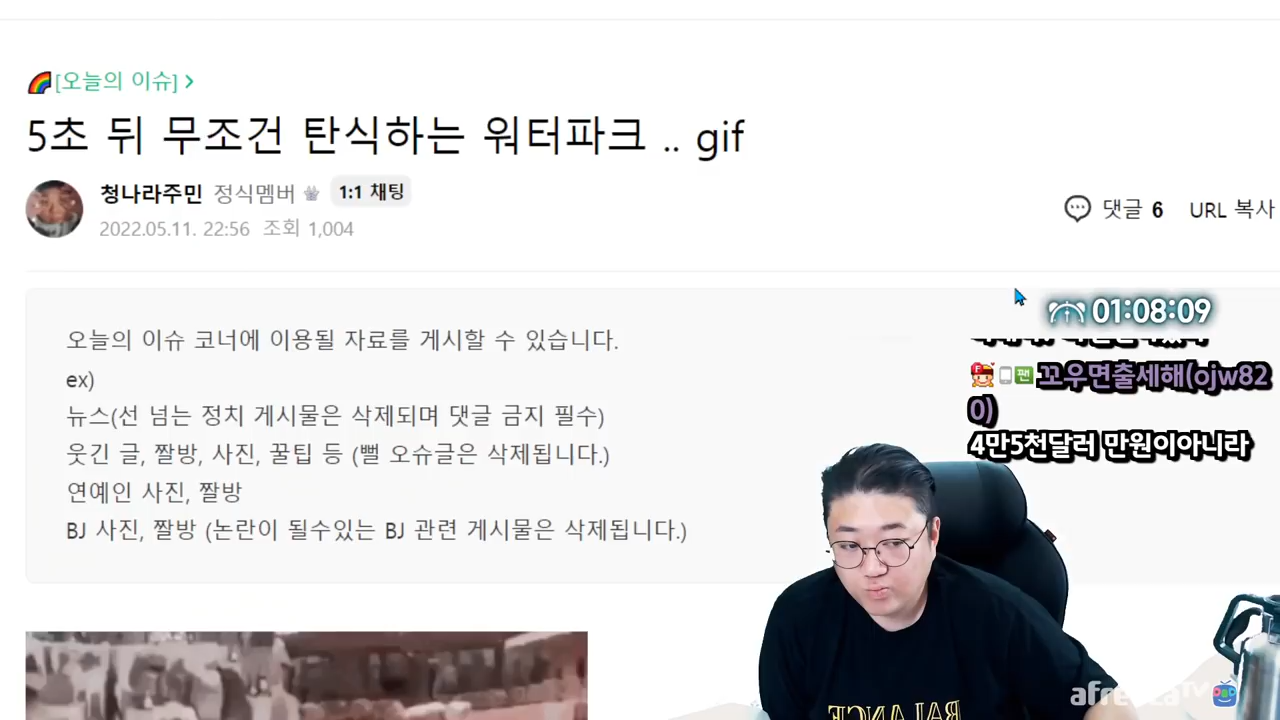 [오늘의 이슈] >
5초 뒤 무조건 탄식하는 워터파크 .. gif
청나라주민 정식멤버 1:1 채팅
2022.05.11. 22:56 조회 1,004
댓글 6 URL 복사
오늘의 이슈 코너에 이용될 자료를 게시할 수 있습니다.
ex)
뉴스(선 넘는 정치 게시물은 삭제되며 댓글 금지 필수)
웃긴 글, 짤방, 사진, 꿀팁 등 (뻘 오슈글은 삭제됩니다.)
연예인 사진, 짤방
BJ 사진, 짤방 (논란이 될수있는 BJ 관련 게시물은 삭제됩니다.)
01:08:09
F 팬 꼬우면출세해(ojw82
0)
4만5천달러 만원이아니라
BALANCE
afreecaTV